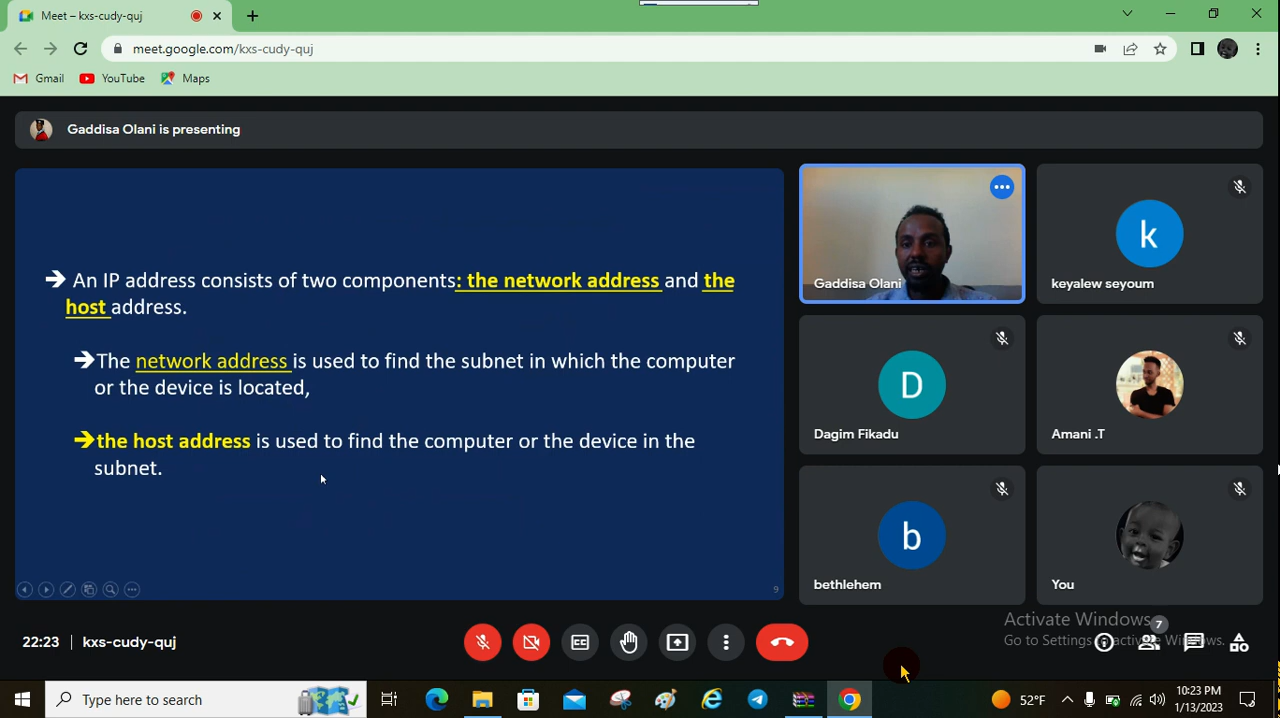 Meet – kxs-cudy-quj
meet.google.com/kxs-cudy-quj
Gmail YouTube Maps
Gaddisa Olani is presenting
An IP address consists of two components: the network address and the
host address.
The network address is used to find the subnet in which the computer
or the device is located,
the host address is used to find the computer or the device in the
subnet.
9
Gaddisa Olani
k
keyalew seyoum
D
Dagim Fikadu
Amani .T
b
bethlehem
You
Activate Windows
Go to Settings to activate Windows.
22:23 | kxs-cudy-quj
CC
7
Type here to search
52°F
10:23 PM
1/13/2023